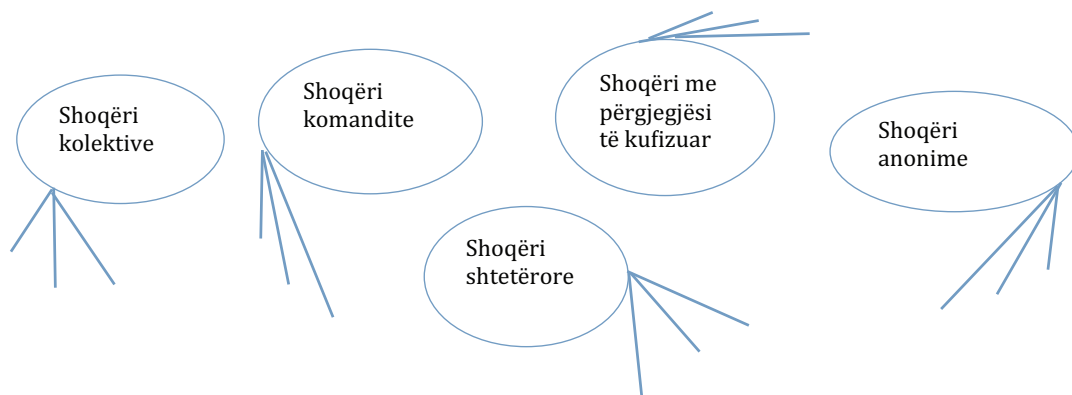 Shoqëri
kolektive
Shoqëri
komandite
Shoqëri me
përgjegjësi
të kufizuar
Shoqëri
anonime
Shoqëri
shtetërore